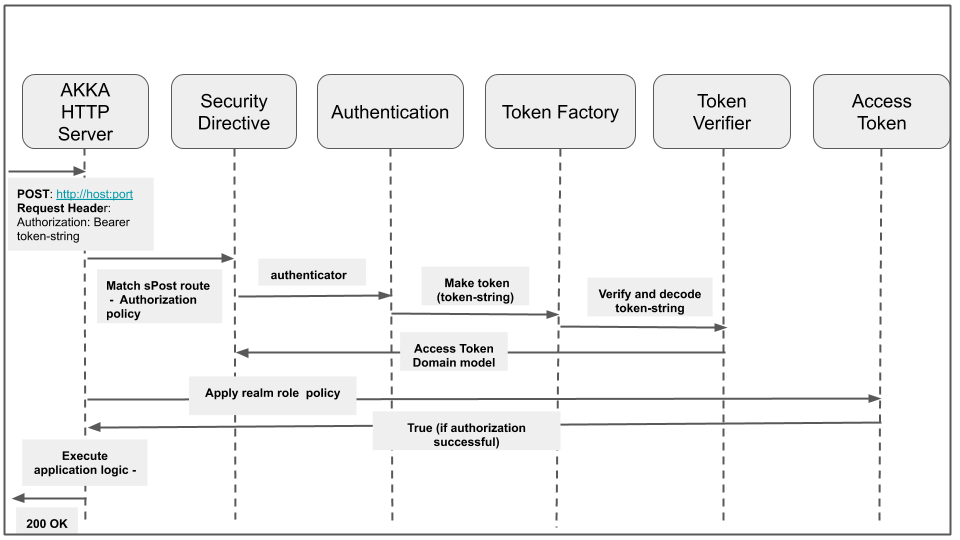 AKKA
HTTP
Server
Security
Directive
Authentication
Token Factory
Token
Verifier
Access
Token
POST: http://host:port
Request Header:
Authorization: Bearer
token-string
Match sPost route
- Authorization
policy
authenticator
Make token
(token-string)
Verify and decode
token-string
Access Token
Domain model
Apply realm role policy
True (if authorization
successful)
Execute
application logic -
200 OK